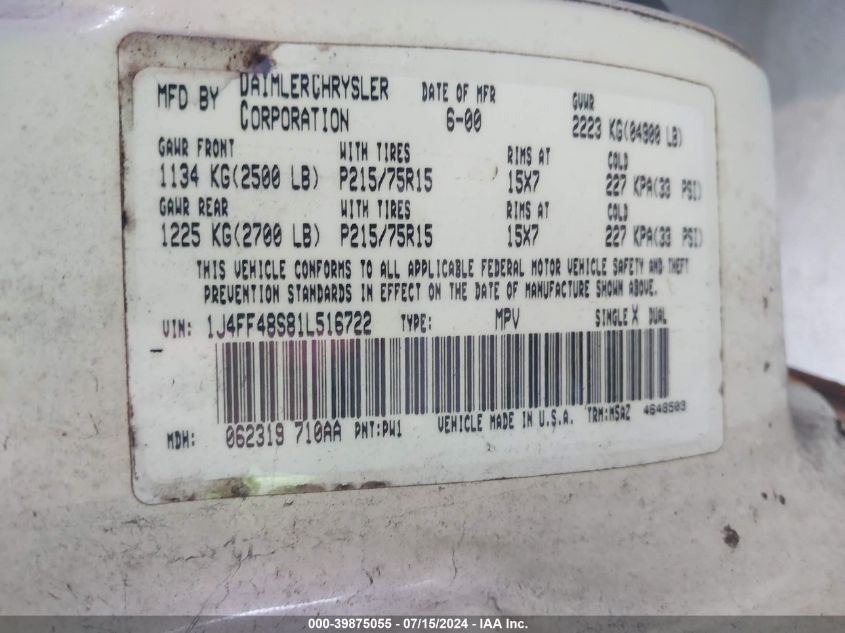 MFD BY DAIMLERCHRYSLER CORPORATION DATE OF MFR 6-00 GVWR 2223 KG(04900 LB)
GAWR FRONT WITH TIRES RIMS AT COLD
1134 KG(2500 LB) P215/75R15 15X7 227 KPA(33 PSI)
GAWR REAR WITH TIRES RIMS AT COLD
1225 KG(2700 LB) P215/75R15 15X7 227 KPA(33 PSI)
THIS VEHICLE CONFORMS TO ALL APPLICABLE FEDERAL MOTOR VEHICLE SAFETY AND THEFT
PREVENTION STANDARDS IN EFFECT ON THE DATE OF MANUFACTURE SHOWN ABOVE.
VIN: 1J4FF48S81L516722 TYPE: MPV SINGLE X DUAL
MDH: 062319 710AA PNT:PW1 VEHICLE MADE IN U.S.A. TRM:M5AZ 4648503
000-39875055 - 07/15/2024 - IAA Inc.